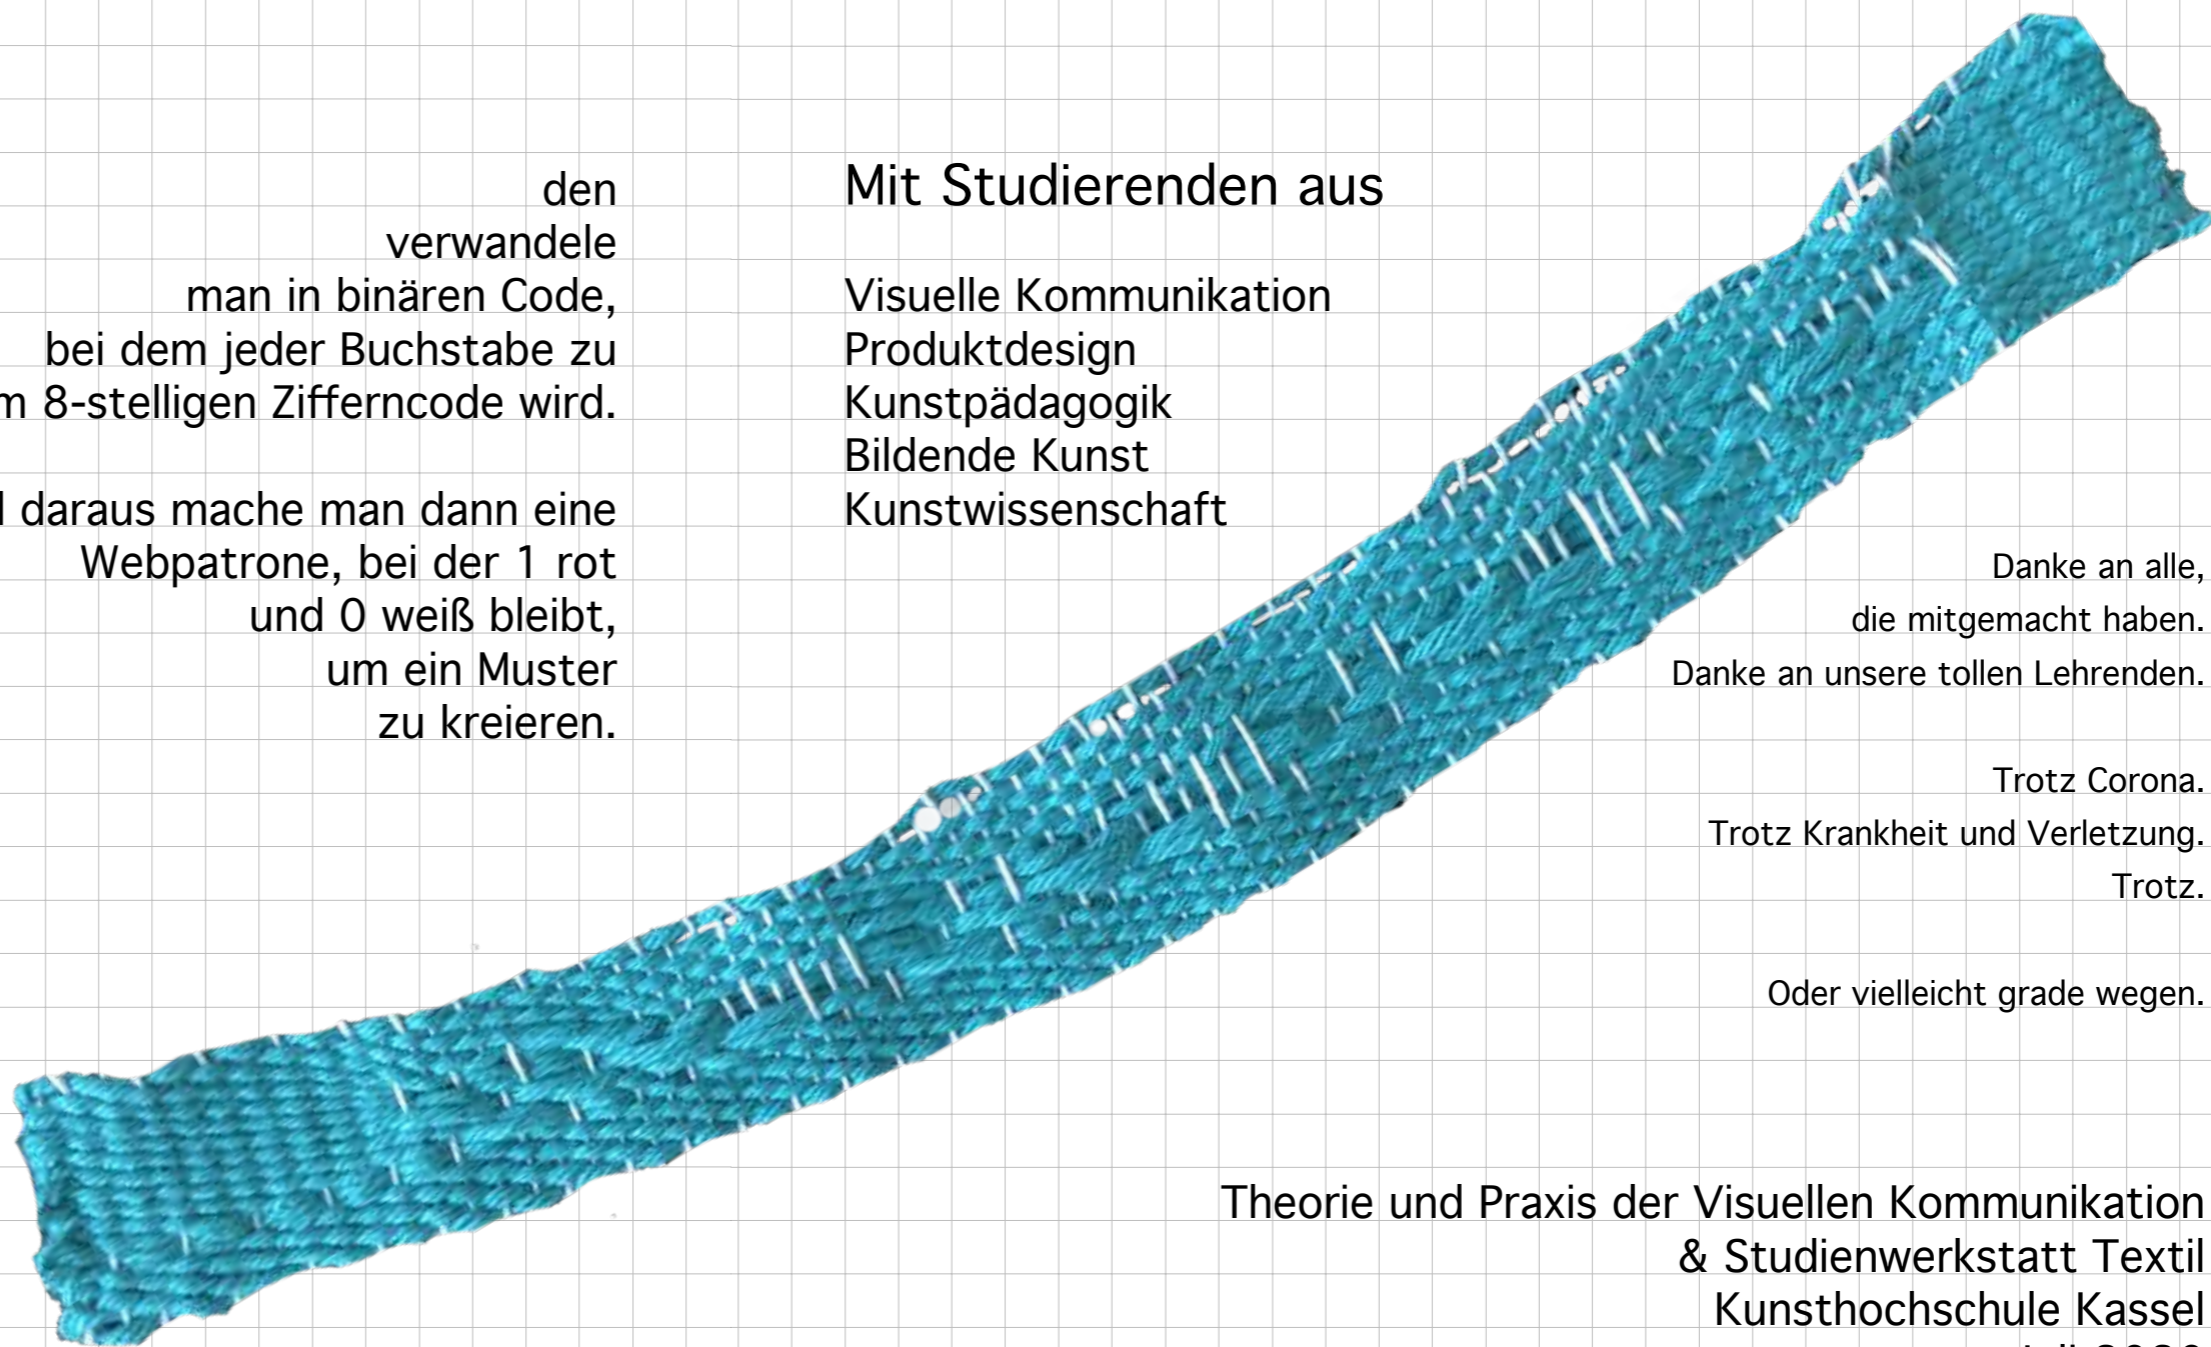 den
verwandele
man in binären Code,
bei dem jeder Buchstabe zu
8-stelligen Zifferncode wird.
daraus mache man dann eine
Webpatrone, bei der 1 rot
und 0 weiß bleibt,
um ein Muster
zu kreieren.
Mit Studierenden aus
Visuelle Kommunikation
Produktdesign
Kunstpädagogik
Bildende Kunst
Kunstwissenschaft
Danke an alle,
die mitgemacht haben.
Danke an unsere tollen Lehrenden.
Trotz Corona.
Trotz Krankheit und Verletzung.
Trotz.
Oder vielleicht grade wegen.
Theorie und Praxis der Visuellen Kommunikation
& Studienwerkstatt Textil
Kunsthochschule Kassel